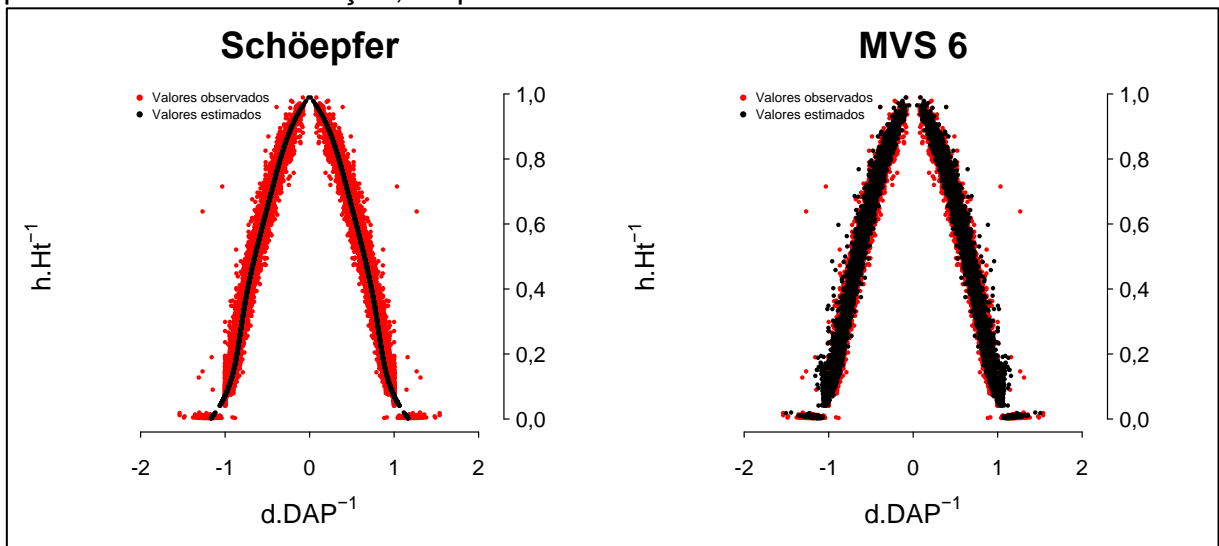 Schöepfer
Valores observados
Valores estimados
1,0
0,8
0,6
0,4
0,2
0,0
h.Ht⁻¹
-2 -1 0 1 2
d.DAP⁻¹
MVS 6
Valores observados
Valores estimados
1,0
0,8
0,6
0,4
0,2
0,0
h.Ht⁻¹
-2 -1 0 1 2
d.DAP⁻¹